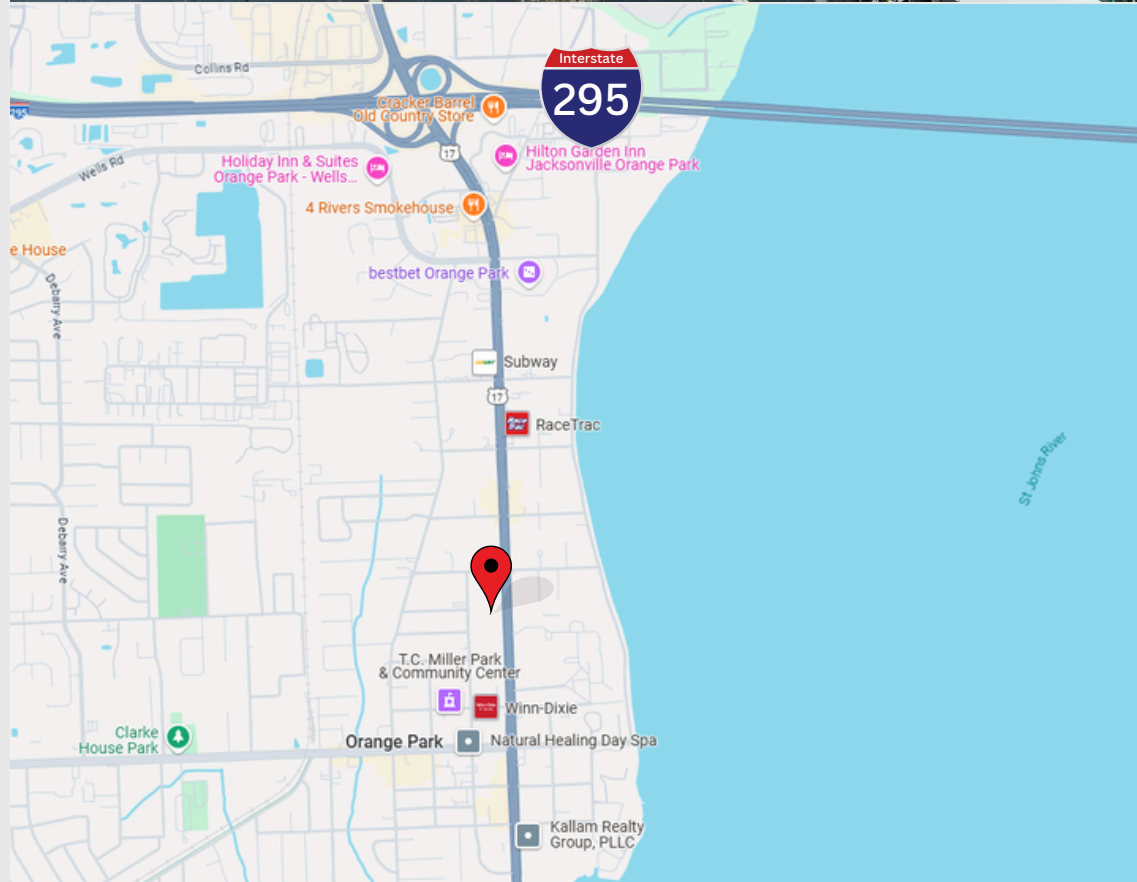 Collins Rd
Interstate
295
295
Cracker Barrel
Old Country Store
17
Hilton Garden Inn
Jacksonville Orange Park
Wells Rd
Holiday Inn & Suites
Orange Park - Wells...
4 Rivers Smokehouse
e House
bestbet Orange Park
Debarry Ave
Subway
17
Race
Trac
RaceTrac
St Johns River
Debarry Ave
T.C. Miller Park
& Community Center
Winn-Dixie
Clarke
House Park
Orange Park
Natural Healing Day Spa
Kallam Realty
Group, PLLC